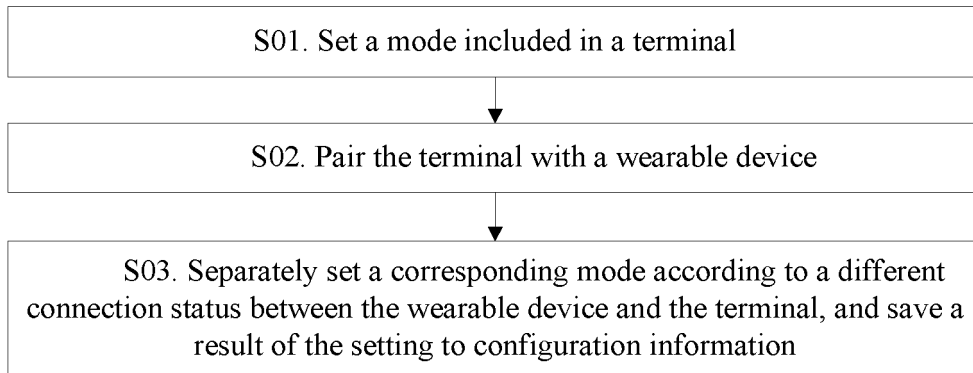 S01. Set a mode included in a terminal
S02. Pair the terminal with a wearable device
S03. Separately set a corresponding mode according to a different
connection status between the wearable device and the terminal, and save a
result of the setting to configuration information